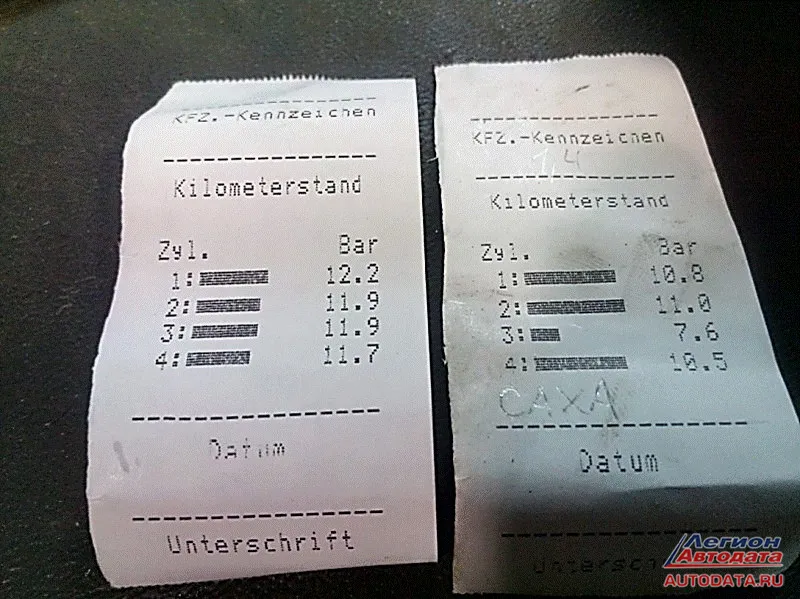 KFZ.-Kennzeichen
Kilometerstand
Zyl. Bar
1: 12.2
2: 11.9
3: 11.9
4: 11.7
Datum
Unterschrift
KFZ.-Kennzeichen
1,4
Kilometerstand
Zyl. Bar
1: 10.8
2: 11.0
3: 7.6
4: 10.5
САХА
Datum
Untersch
Легион
Автодата
AUTODATA.RU